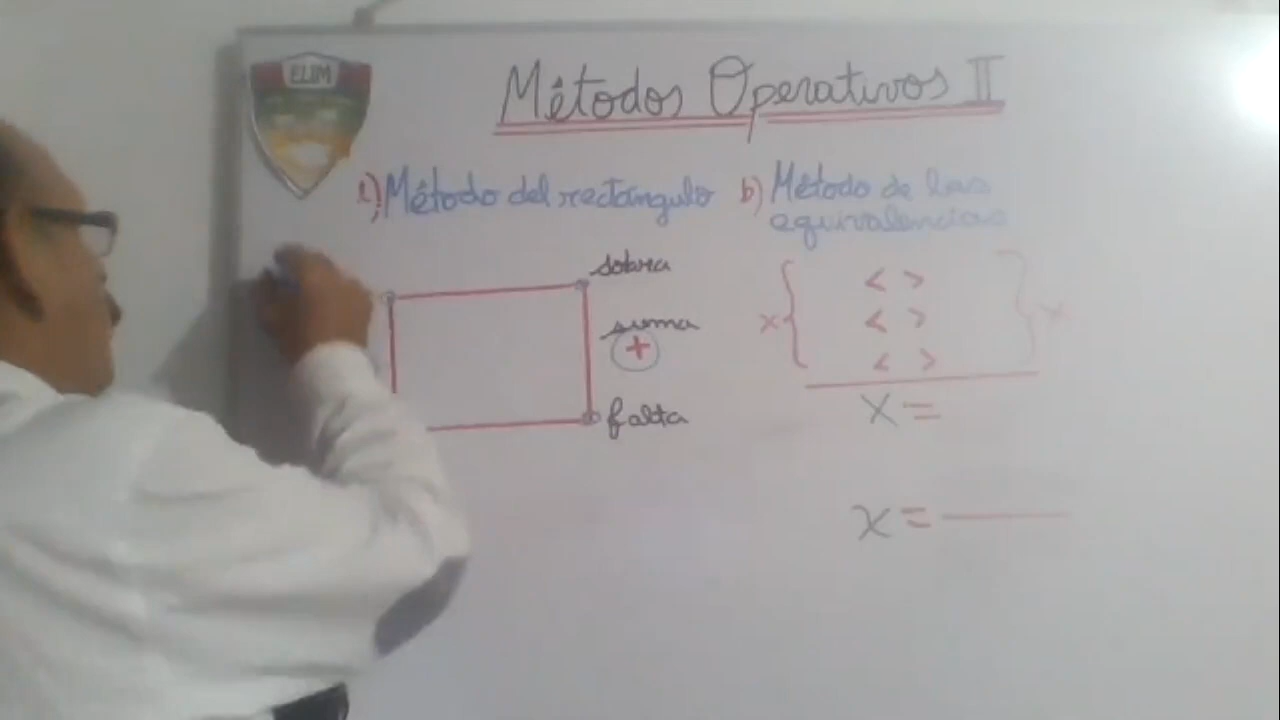 ELIM
Métodos Operativos II
a) Método del rectángulo
b) Método de las
equivalencias
sobra
suma
+
falta
x { < > } x
< >
< >
x =
x =